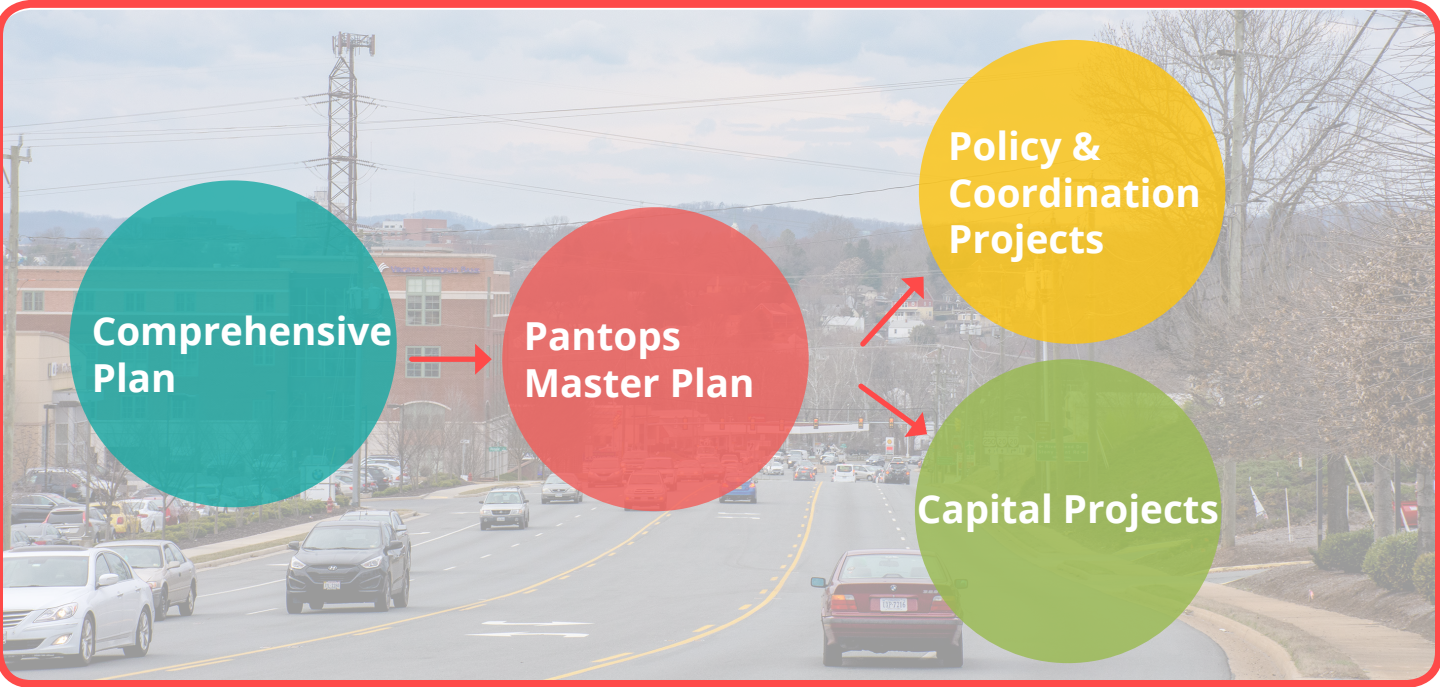 Comprehensive
Plan
Pantops
Master Plan
Policy &
Coordination
Projects
Capital Projects